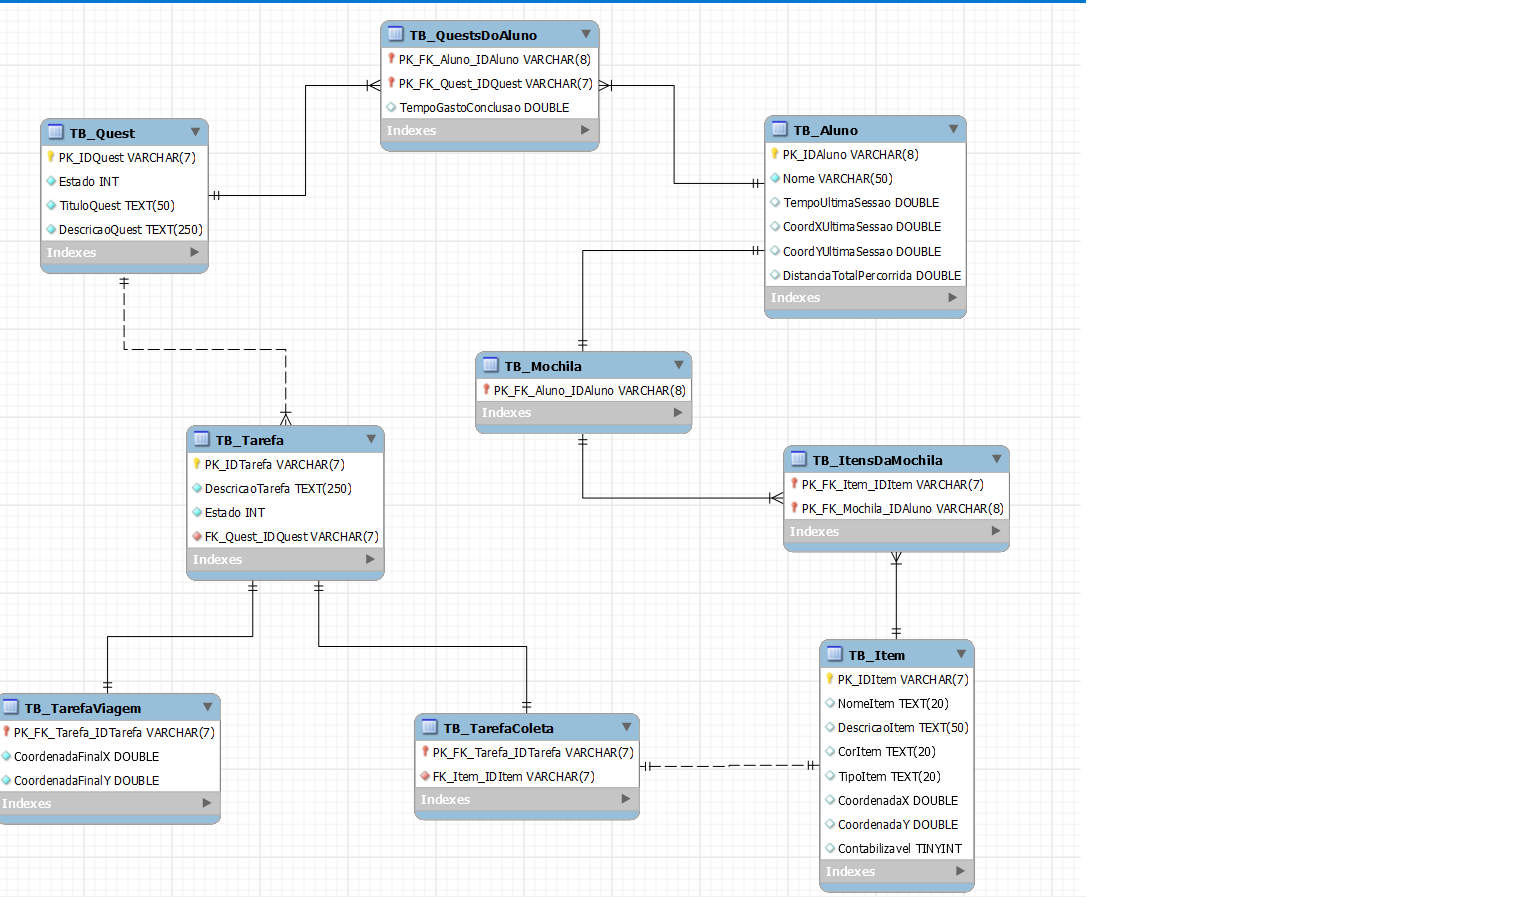 TB_QuestsDoAluno
PK_FK_Aluno_IDAluno VARCHAR(8)
PK_FK_Quest_IDQuest VARCHAR(7)
TempoGastoConclusao DOUBLE
Indexes
TB_Quest
PK_IDQuest VARCHAR(7)
Estado INT
TituloQuest TEXT(50)
DescricaoQuest TEXT(250)
Indexes
TB_Aluno
PK_IDAluno VARCHAR(8)
Nome VARCHAR(50)
TempoUltimaSessao DOUBLE
CoordXUltimaSessao DOUBLE
CoordYUltimaSessao DOUBLE
DistanciaTotalPercorrida DOUBLE
Indexes
TB_Mochila
PK_FK_Aluno_IDAluno VARCHAR(8)
Indexes
TB_Tarefa
PK_IDTarefa VARCHAR(7)
DescricaoTarefa TEXT(250)
Estado INT
FK_Quest_IDQuest VARCHAR(7)
Indexes
TB_ItensDaMochila
PK_FK_Item_IDItem VARCHAR(7)
PK_FK_Mochila_IDAluno VARCHAR(8)
Indexes
TB_TarefaViagem
PK_FK_Tarefa_IDTarefa VARCHAR(7)
CoordenadaFinalX DOUBLE
CoordenadaFinalY DOUBLE
Indexes
TB_TarefaColeta
PK_FK_Tarefa_IDTarefa VARCHAR(7)
FK_Item_IDItem VARCHAR(7)
Indexes
TB_Item
PK_IDItem VARCHAR(7)
NomeItem TEXT(20)
DescricaoItem TEXT(50)
CorItem TEXT(20)
TipoItem TEXT(20)
CoordenadaX DOUBLE
CoordenadaY DOUBLE
Contabilizavel TINYINT
Indexes